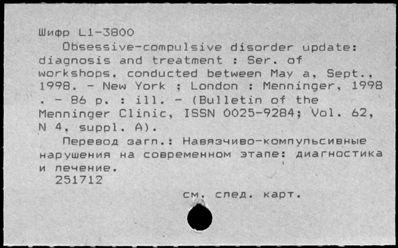 Шифр L1-3800
Obsessive-compulsive disorder update:
diagnosis and treatment : Ser. of
workshops, conducted between May a, Sept.,
1998. - New York ; London : Menninger, 1998
. - 86 p. : ill. - (Bulletin of the
Menninger Clinic, ISSN 0025-9284; Vol. 62,
N 4, suppl. A).
Перевод загл.: Навязчиво-компульсивные
нарушения на современном этапе: диагностика
и лечение.
251712
см. след. карт.